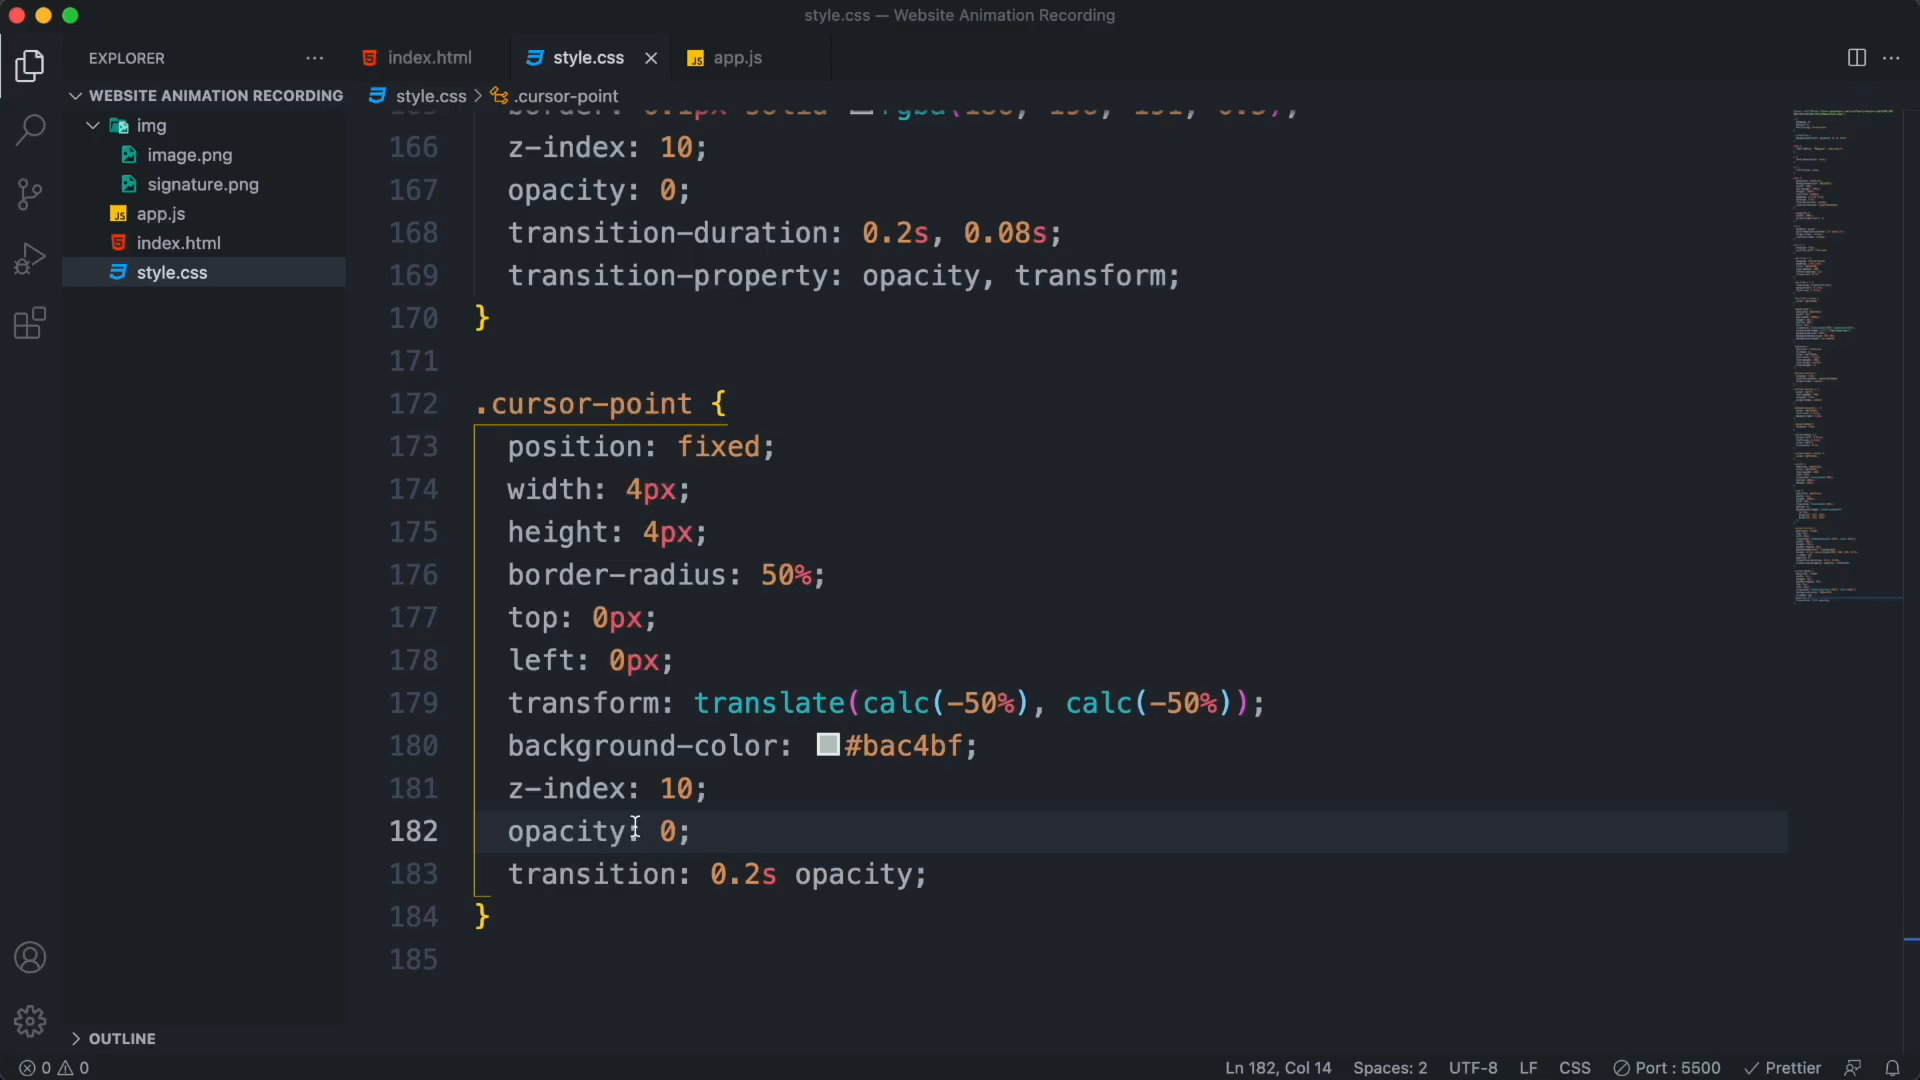 style.css — Website Animation Recording
EXPLORER
index.html
style.css
app.js
WEBSITE ANIMATION RECORDING
style.css > .cursor-point
img
image.png
signature.png
app.js
index.html
style.css
166 z-index: 10;
167 opacity: 0;
168 transition-duration: 0.2s, 0.08s;
169 transition-property: opacity, transform;
170 }
171
172 .cursor-point {
173 position: fixed;
174 width: 4px;
175 height: 4px;
176 border-radius: 50%;
177 top: 0px;
178 left: 0px;
179 transform: translate(calc(-50%), calc(-50%));
180 background-color: #bac4bf;
181 z-index: 10;
182 opacity: 0;
183 transition: 0.2s opacity;
184 }
185
OUTLINE
0 0
Ln 182, Col 14
Spaces: 2
UTF-8
LF
CSS
Port : 5500
Prettier